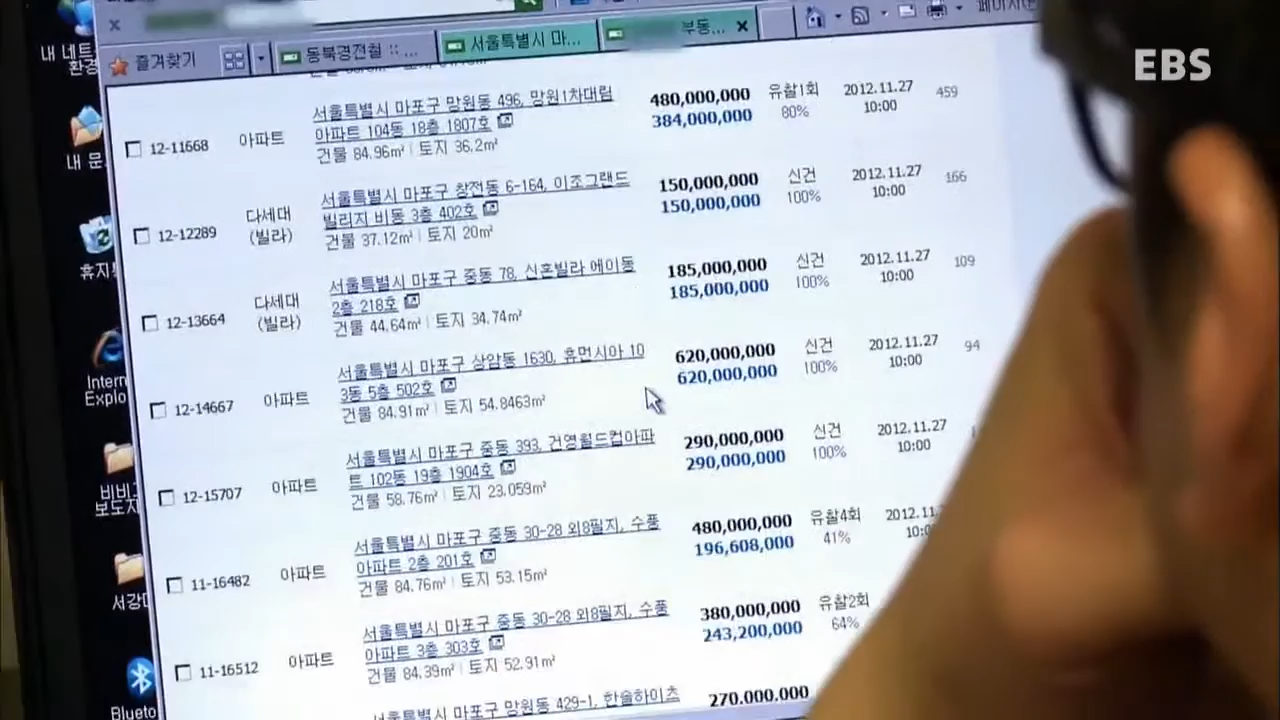 EBS
내 네트
환경
즐겨찾기
동북경전철 :: ...
서울특별시 마...
부동...
내 문
휴지통
Intern
Explo
비비
보도자
서강
Blueto
12-11668
아파트
서울특별시 마포구 망원동 496, 망원1차대림
아파트 104동 18층 1807호
건물 84.96㎡ | 토지 36.2㎡
480,000,000
384,000,000
유찰1회
80%
2012.11.27
10:00
459
12-12289
다세대
(빌라)
서울특별시 마포구 창전동 6-164, 이조그랜드
빌리지 비동 3층 402호
건물 37.12㎡ | 토지 20㎡
150,000,000
150,000,000
신건
100%
2012.11.27
10:00
166
12-13664
다세대
(빌라)
서울특별시 마포구 중동 78, 신혼빌라 에이동
2층 218호
건물 44.64㎡ | 토지 34.74㎡
185,000,000
185,000,000
신건
100%
2012.11.27
10:00
109
12-14667
아파트
서울특별시 마포구 상암동 1630, 휴먼시아 10
3동 5층 502호
건물 84.91㎡ | 토지 54.8463㎡
620,000,000
620,000,000
신건
100%
2012.11.27
10:00
94
12-15707
아파트
서울특별시 마포구 중동 393, 건영월드컵아파
트 102동 19층 1904호
건물 58.76㎡ | 토지 23.059㎡
290,000,000
290,000,000
신건
100%
2012.11.27
10:00
11-16482
아파트
서울특별시 마포구 중동 30-28 외8필지, 수풍
아파트 2층 201호
건물 84.76㎡ | 토지 53.15㎡
480,000,000
196,608,000
유찰4회
41%
2012.11
10:0
11-16512
아파트
서울특별시 마포구 중동 30-28 외8필지, 수풍
아파트 3층 303호
건물 84.39㎡ | 토지 52.91㎡
380,000,000
243,200,000
유찰2회
64%
서울특별시 마포구 망원동 429-1, 한솔하이츠
270,000,000